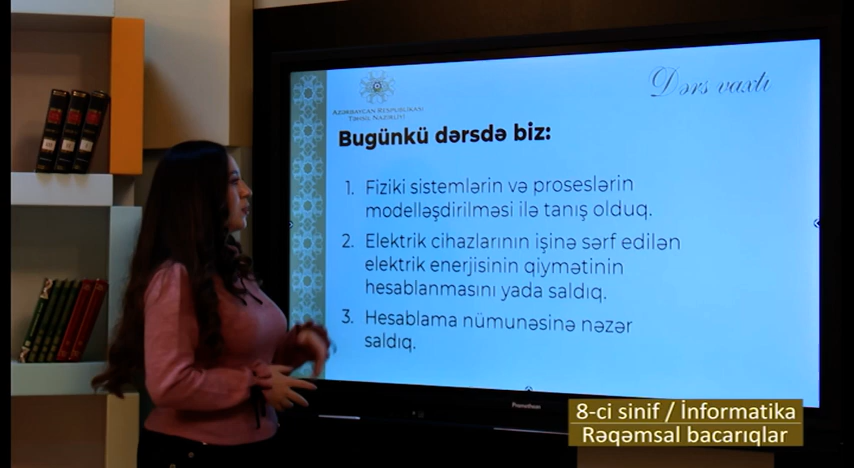 Dərs vaxtı
AZƏRBAYCAN RESPUBLİKASI
TƏHSİL NAZİRLİYİ
Bugünkü dərsdə biz:
1. Fiziki sistemlərin və proseslərin
modelləşdirilməsi ilə tanış olduq.
2. Elektrik cihazlarının işinə sərf edilən
elektrik enerjisinin qiymətinin
hesablanmasını yada saldıq.
3. Hesablama nümunəsinə nəzər
saldıq.
Promethean
8-ci sinif / İnformatika
Rəqəmsal bacarıqlar